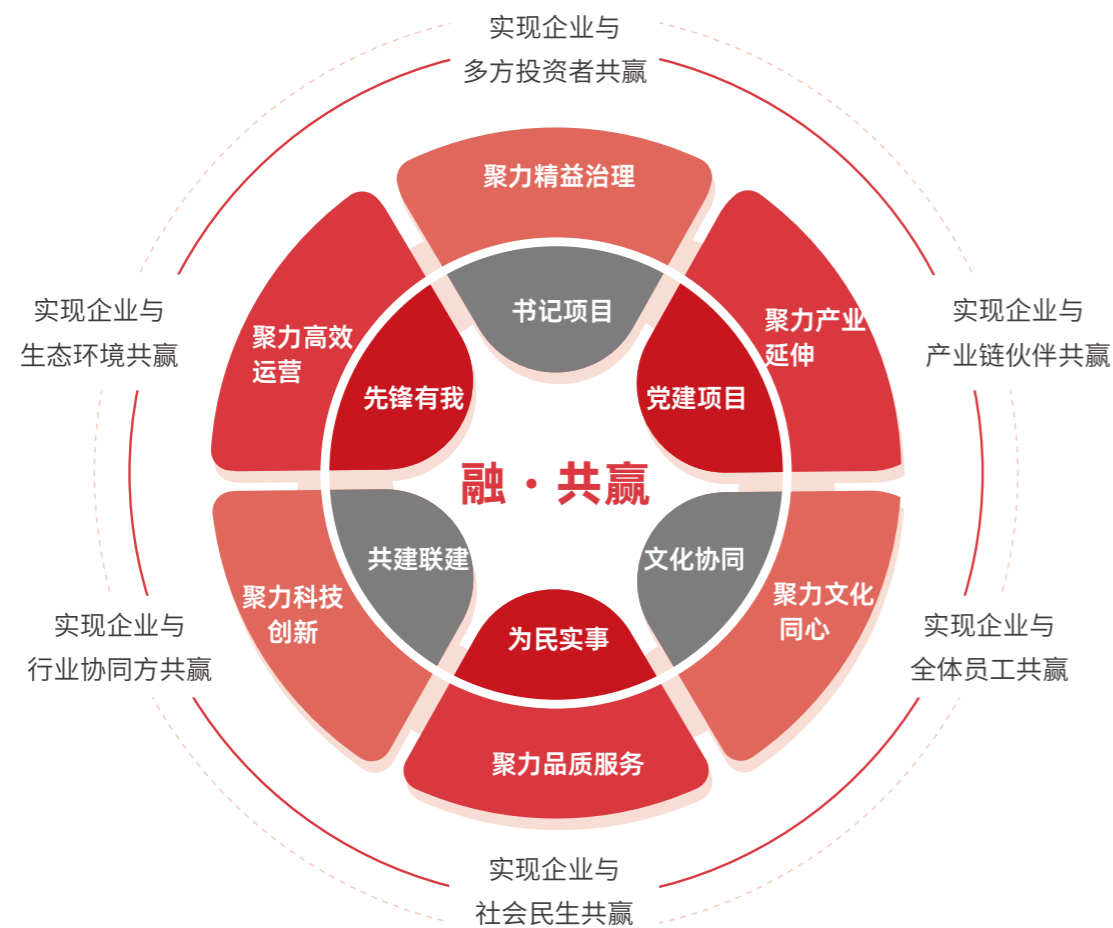 实现企业与
多方投资者共赢
聚力精益治理
书记项目
聚力产业
延伸
党建项目
实现企业与
产业链伙伴共赢
聚力文化
同心
文化协同
实现企业与
全体员工共赢
为民实事
聚力品质服务
实现企业与
社会民生共赢
共建联建
聚力科技
创新
实现企业与
行业协同方共赢
先锋有我
聚力高效
运营
实现企业与
生态环境共赢
融·共赢